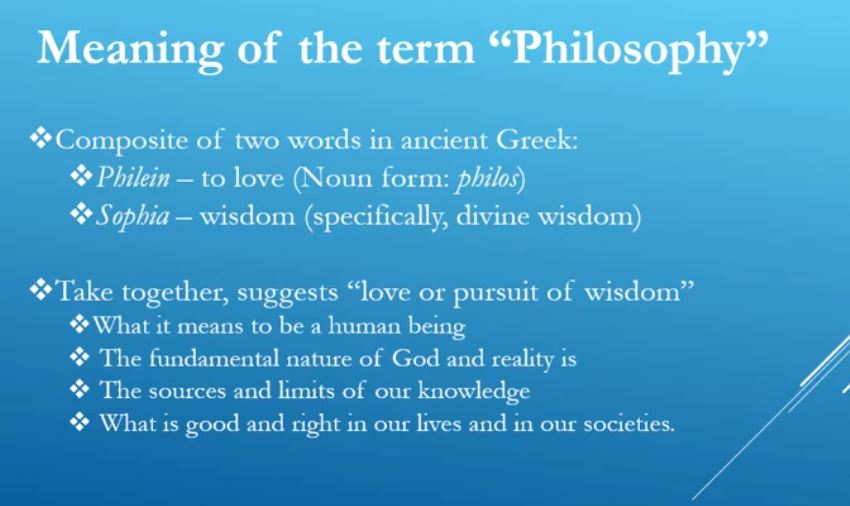 Meaning of the term “Philosophy”
❖Composite of two words in ancient Greek:
❖Philein – to love (Noun form: philos)
❖Sophia – wisdom (specifically, divine wisdom)
❖Take together, suggests “love or pursuit of wisdom”
❖What it means to be a human being
❖ The fundamental nature of God and reality is
❖ The sources and limits of our knowledge
❖ What is good and right in our lives and in our societies.